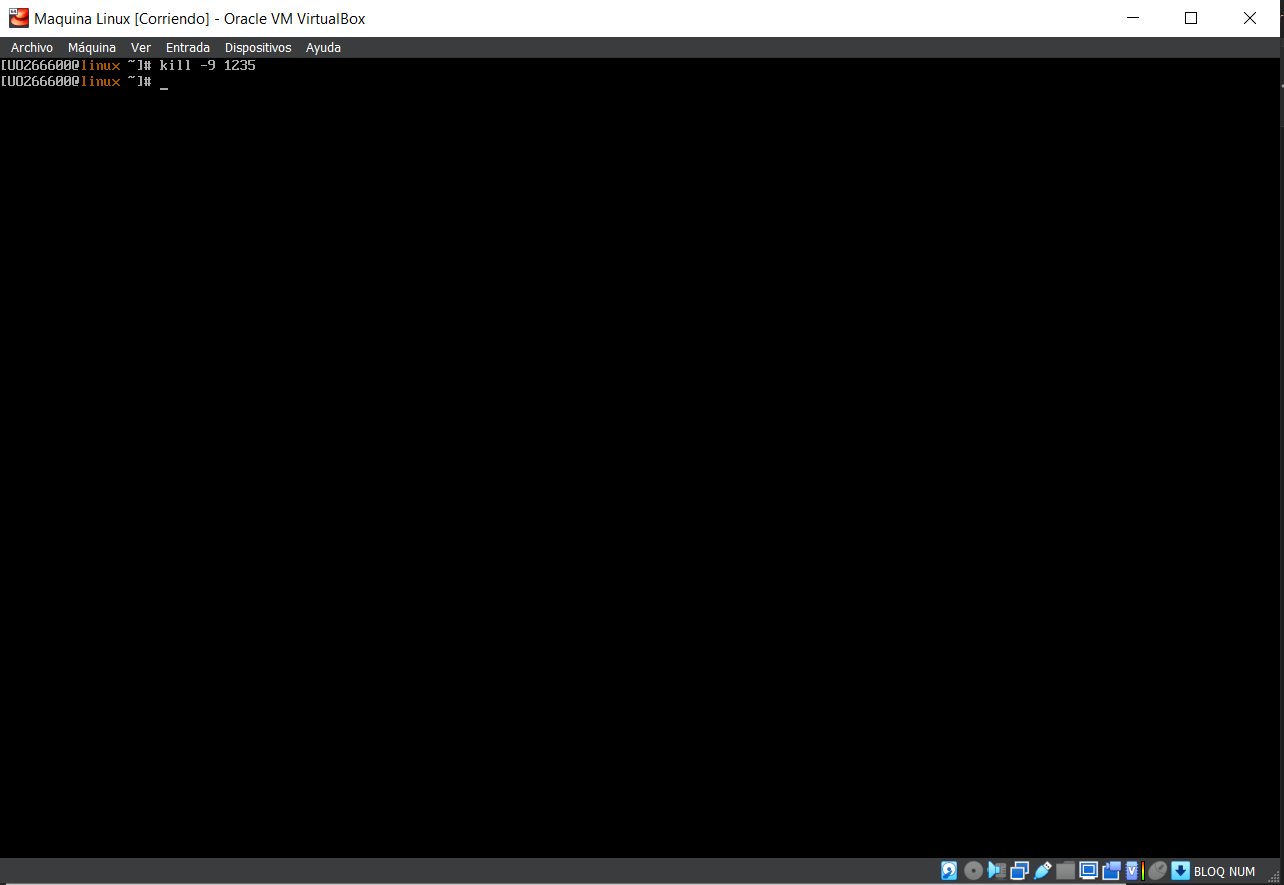 Maquina Linux [Corriendo] - Oracle VM VirtualBox
Archivo Máquina Ver Entrada Dispositivos Ayuda
[UO266600@linux ~]# kill -9 1235
[UO266600@linux ~]# _
BLOQ NUM